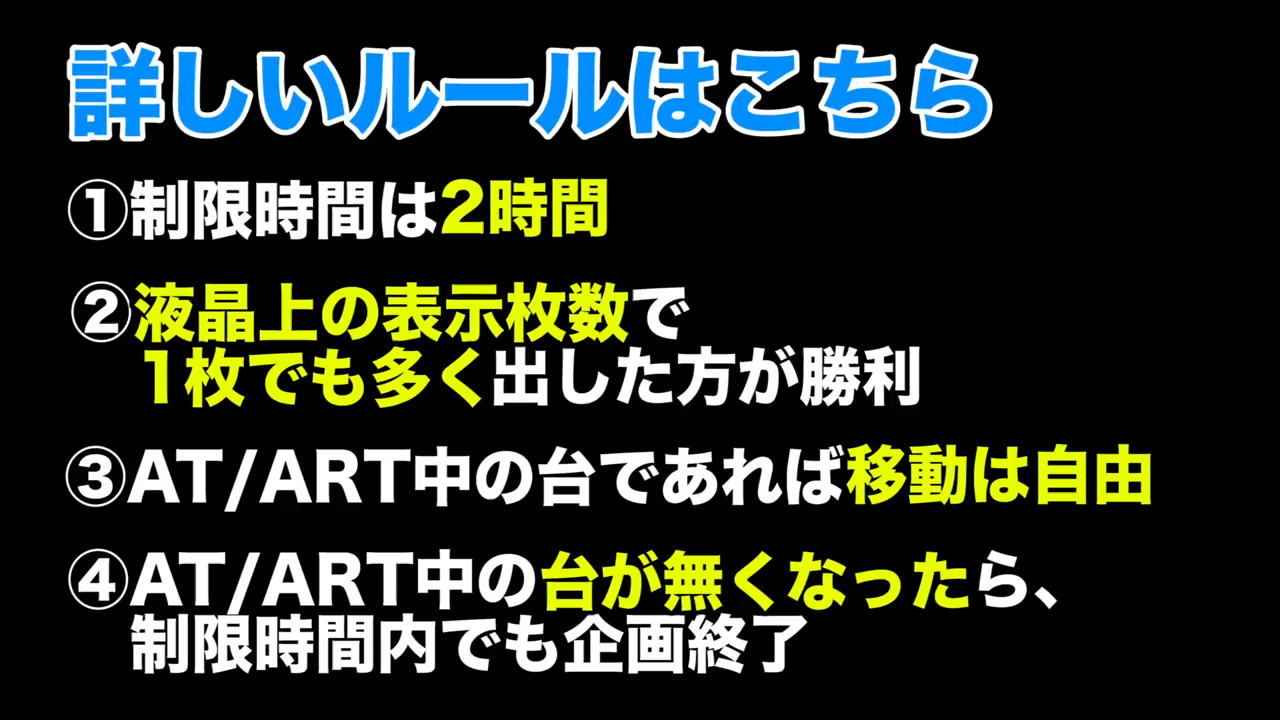 詳しいルールはこちら
①制限時間は2時間
②液晶上の表示枚数で
1枚でも多く出した方が勝利
③AT/ART中の台であれば移動は自由
④AT/ART中の台が無くなったら、
制限時間内でも企画終了